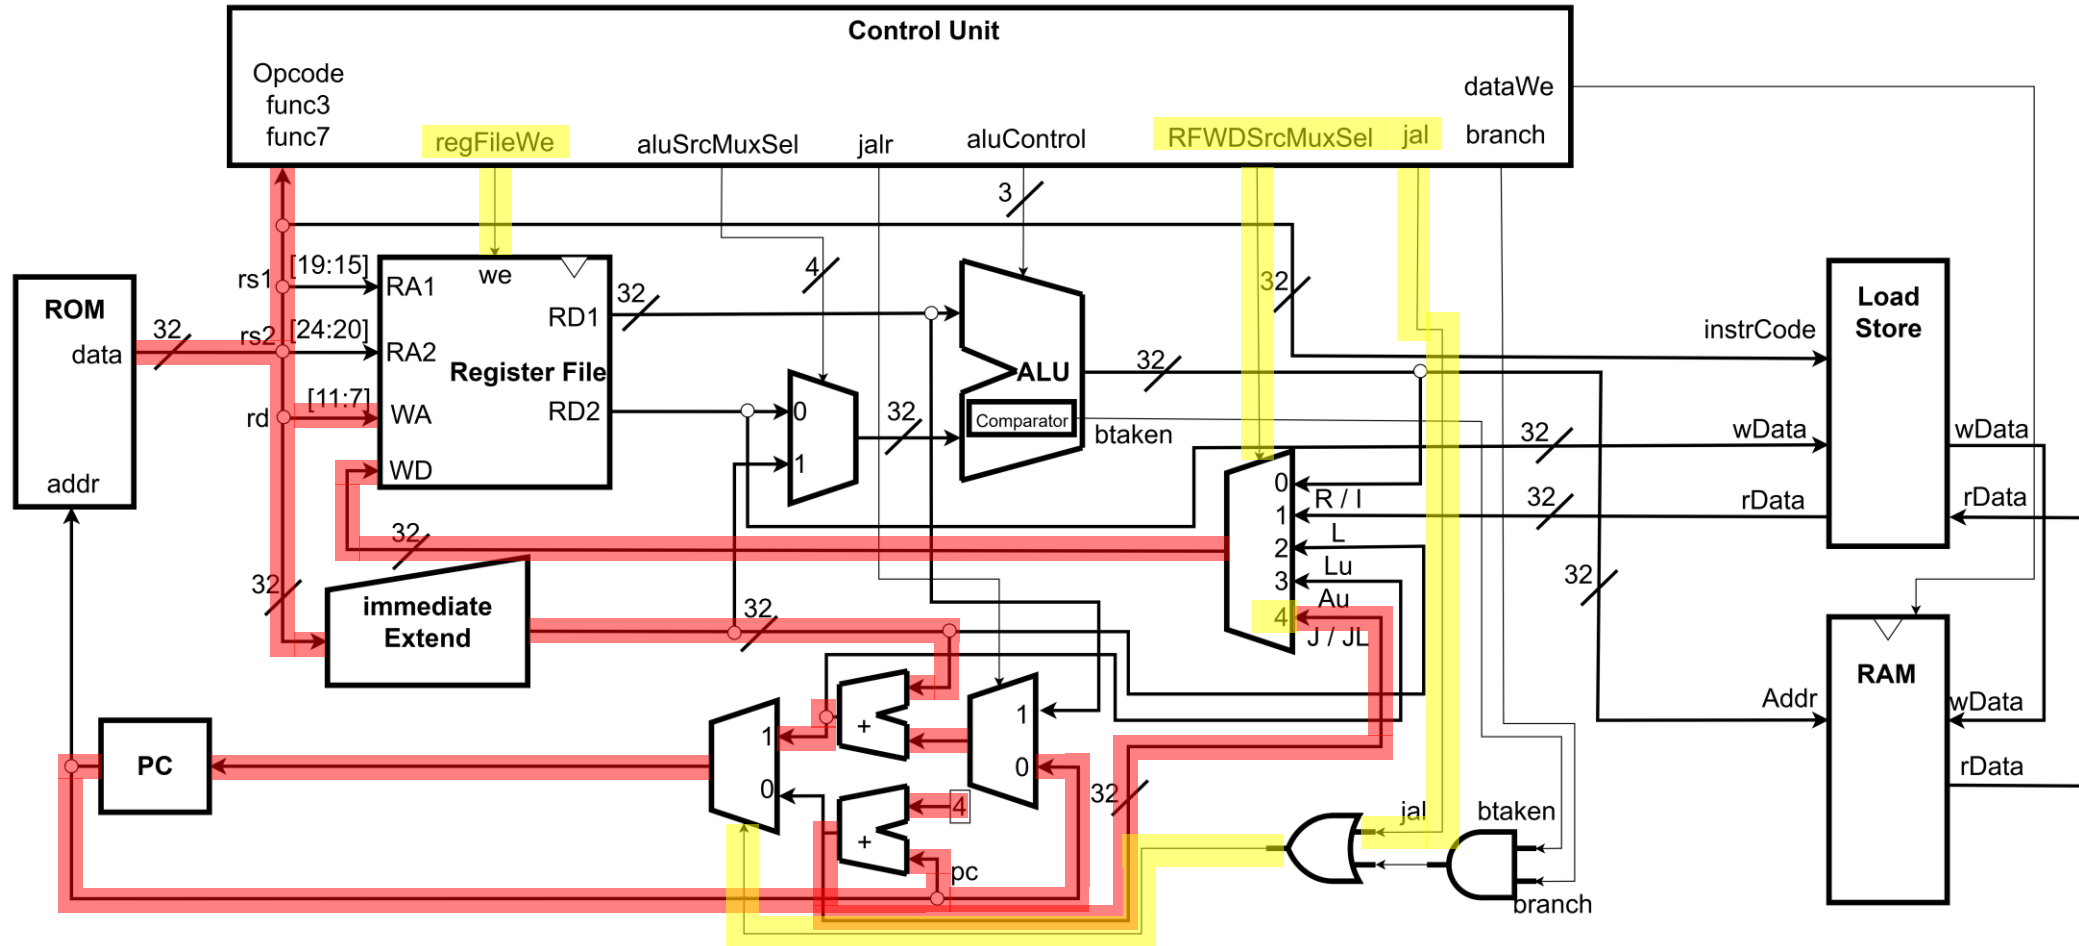 Control Unit
Opcode
func3
func7
regFileWe
aluSrcMuxSel
jalr
aluControl
RFWDSrcMuxSel
jal
branch
dataWe
3
4
32
ROM
data
addr
32
rs1
[19:15]
rs2
[24:20]
rd
[11:7]
RA1
RA2
WA
WD
we
RD1
RD2
Register File
32
0
1
32
ALU
Comparator
btaken
32
32
instrCode
wData
rData
Load
Store
wData
rData
32
32
0
R / I
1
L
2
Lu
3
Au
4
J / JL
32
32
immediate
Extend
32
32
RAM
Addr
wData
rData
PC
1
0
+
+
4
pc
1
0
32
jal
btaken
branch